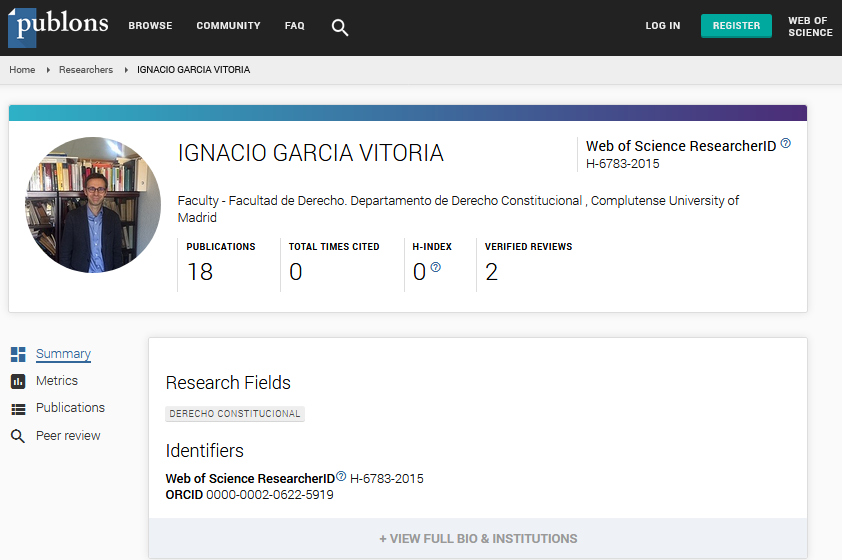 publons BROWSE COMMUNITY FAQ LOG IN REGISTER WEB OF SCIENCE
Home Researchers IGNACIO GARCIA VITORIA
IGNACIO GARCIA VITORIA
Web of Science ResearcherID ?
H-6783-2015
Faculty - Facultad de Derecho. Departamento de Derecho Constitucional , Complutense University of
Madrid
PUBLICATIONS TOTAL TIMES CITED H-INDEX VERIFIED REVIEWS
18 0 0 ? 2
Summary
Metrics
Publications
Peer review
Research Fields
DERECHO CONSTITUCIONAL
Identifiers
Web of Science ResearcherID ? H-6783-2015
ORCID 0000-0002-0622-5919
+ VIEW FULL BIO & INSTITUTIONS